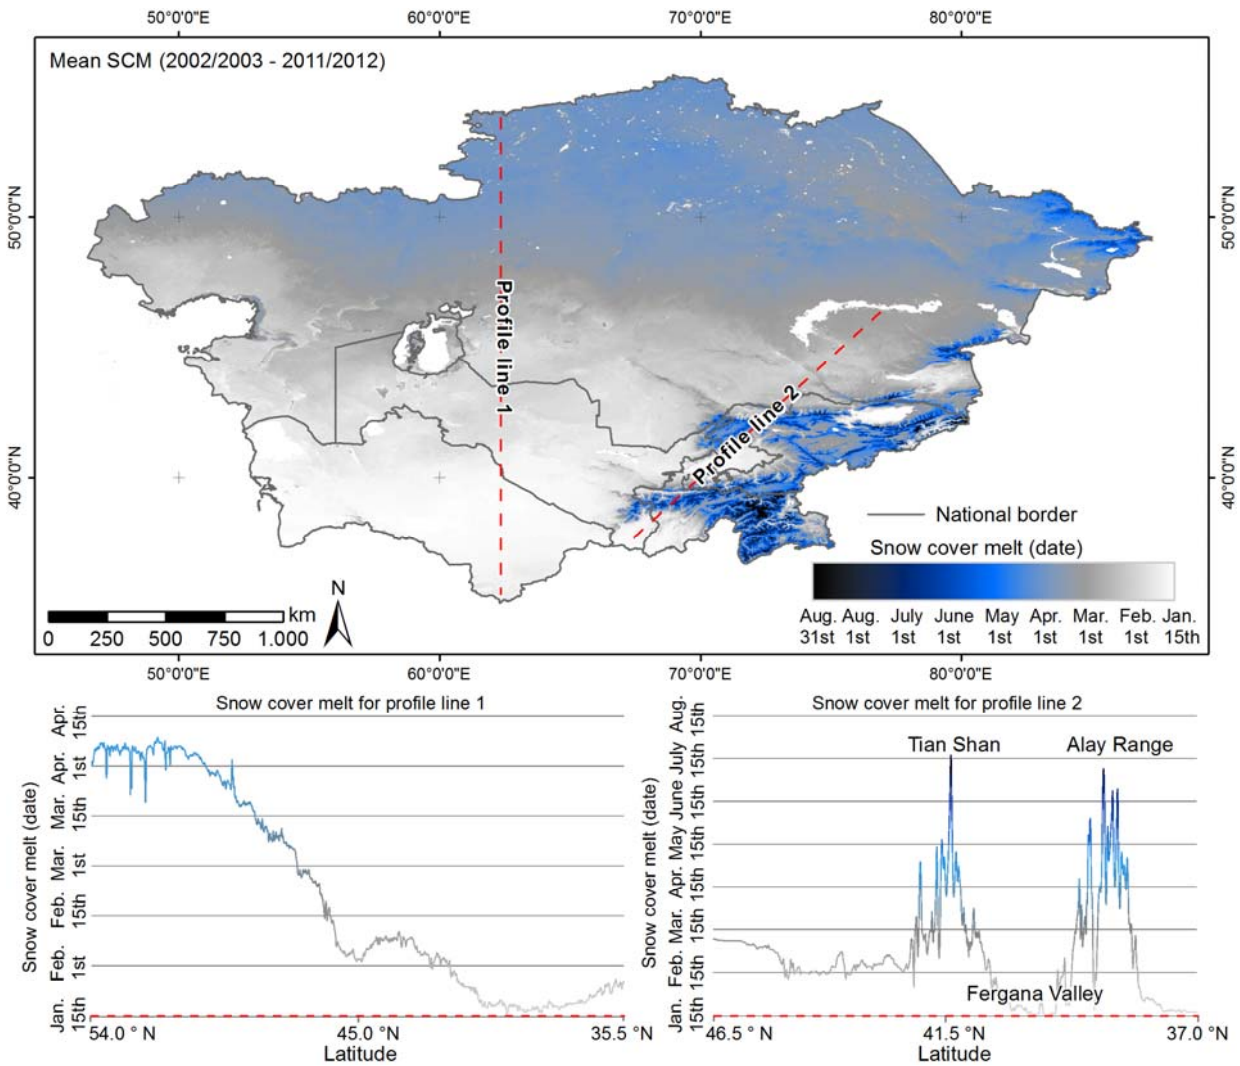 50°0'0"E 60°0'0"E 70°0'0"E 80°0'0"E
Mean SCM (2002/2003 - 2011/2012)
50°0'0"N
50°0'0"N
Profile line 1
Profile line 2
40°0'0"N
40°0'0"N
National border
Snow cover melt (date)
Aug. Aug. July June May Apr. Mar. Feb. Jan.
31st 1st 1st 1st 1st 1st 1st 1st 15th
N
km
0 250 500 750 1.000
50°0'0"E 60°0'0"E 70°0'0"E 80°0'0"E
Snow cover melt for profile line 1
Snow cover melt (date)
Apr. 15th
Apr. 1st
Mar. 15th
Mar. 1st
Feb. 15th
Feb. 1st
Jan. 15th
54.0 ° N 45.0 ° N 35.5 ° N
Latitude
Snow cover melt for profile line 2
Snow cover melt (date)
Aug. 15th
July 15th
June 15th
May 15th
Apr. 15th
Mar. 15th
Feb. 15th
Jan 15th
Tian Shan
Alay Range
Fergana Valley
46.5 ° N 41.5 ° N 37.0 ° N
Latitude